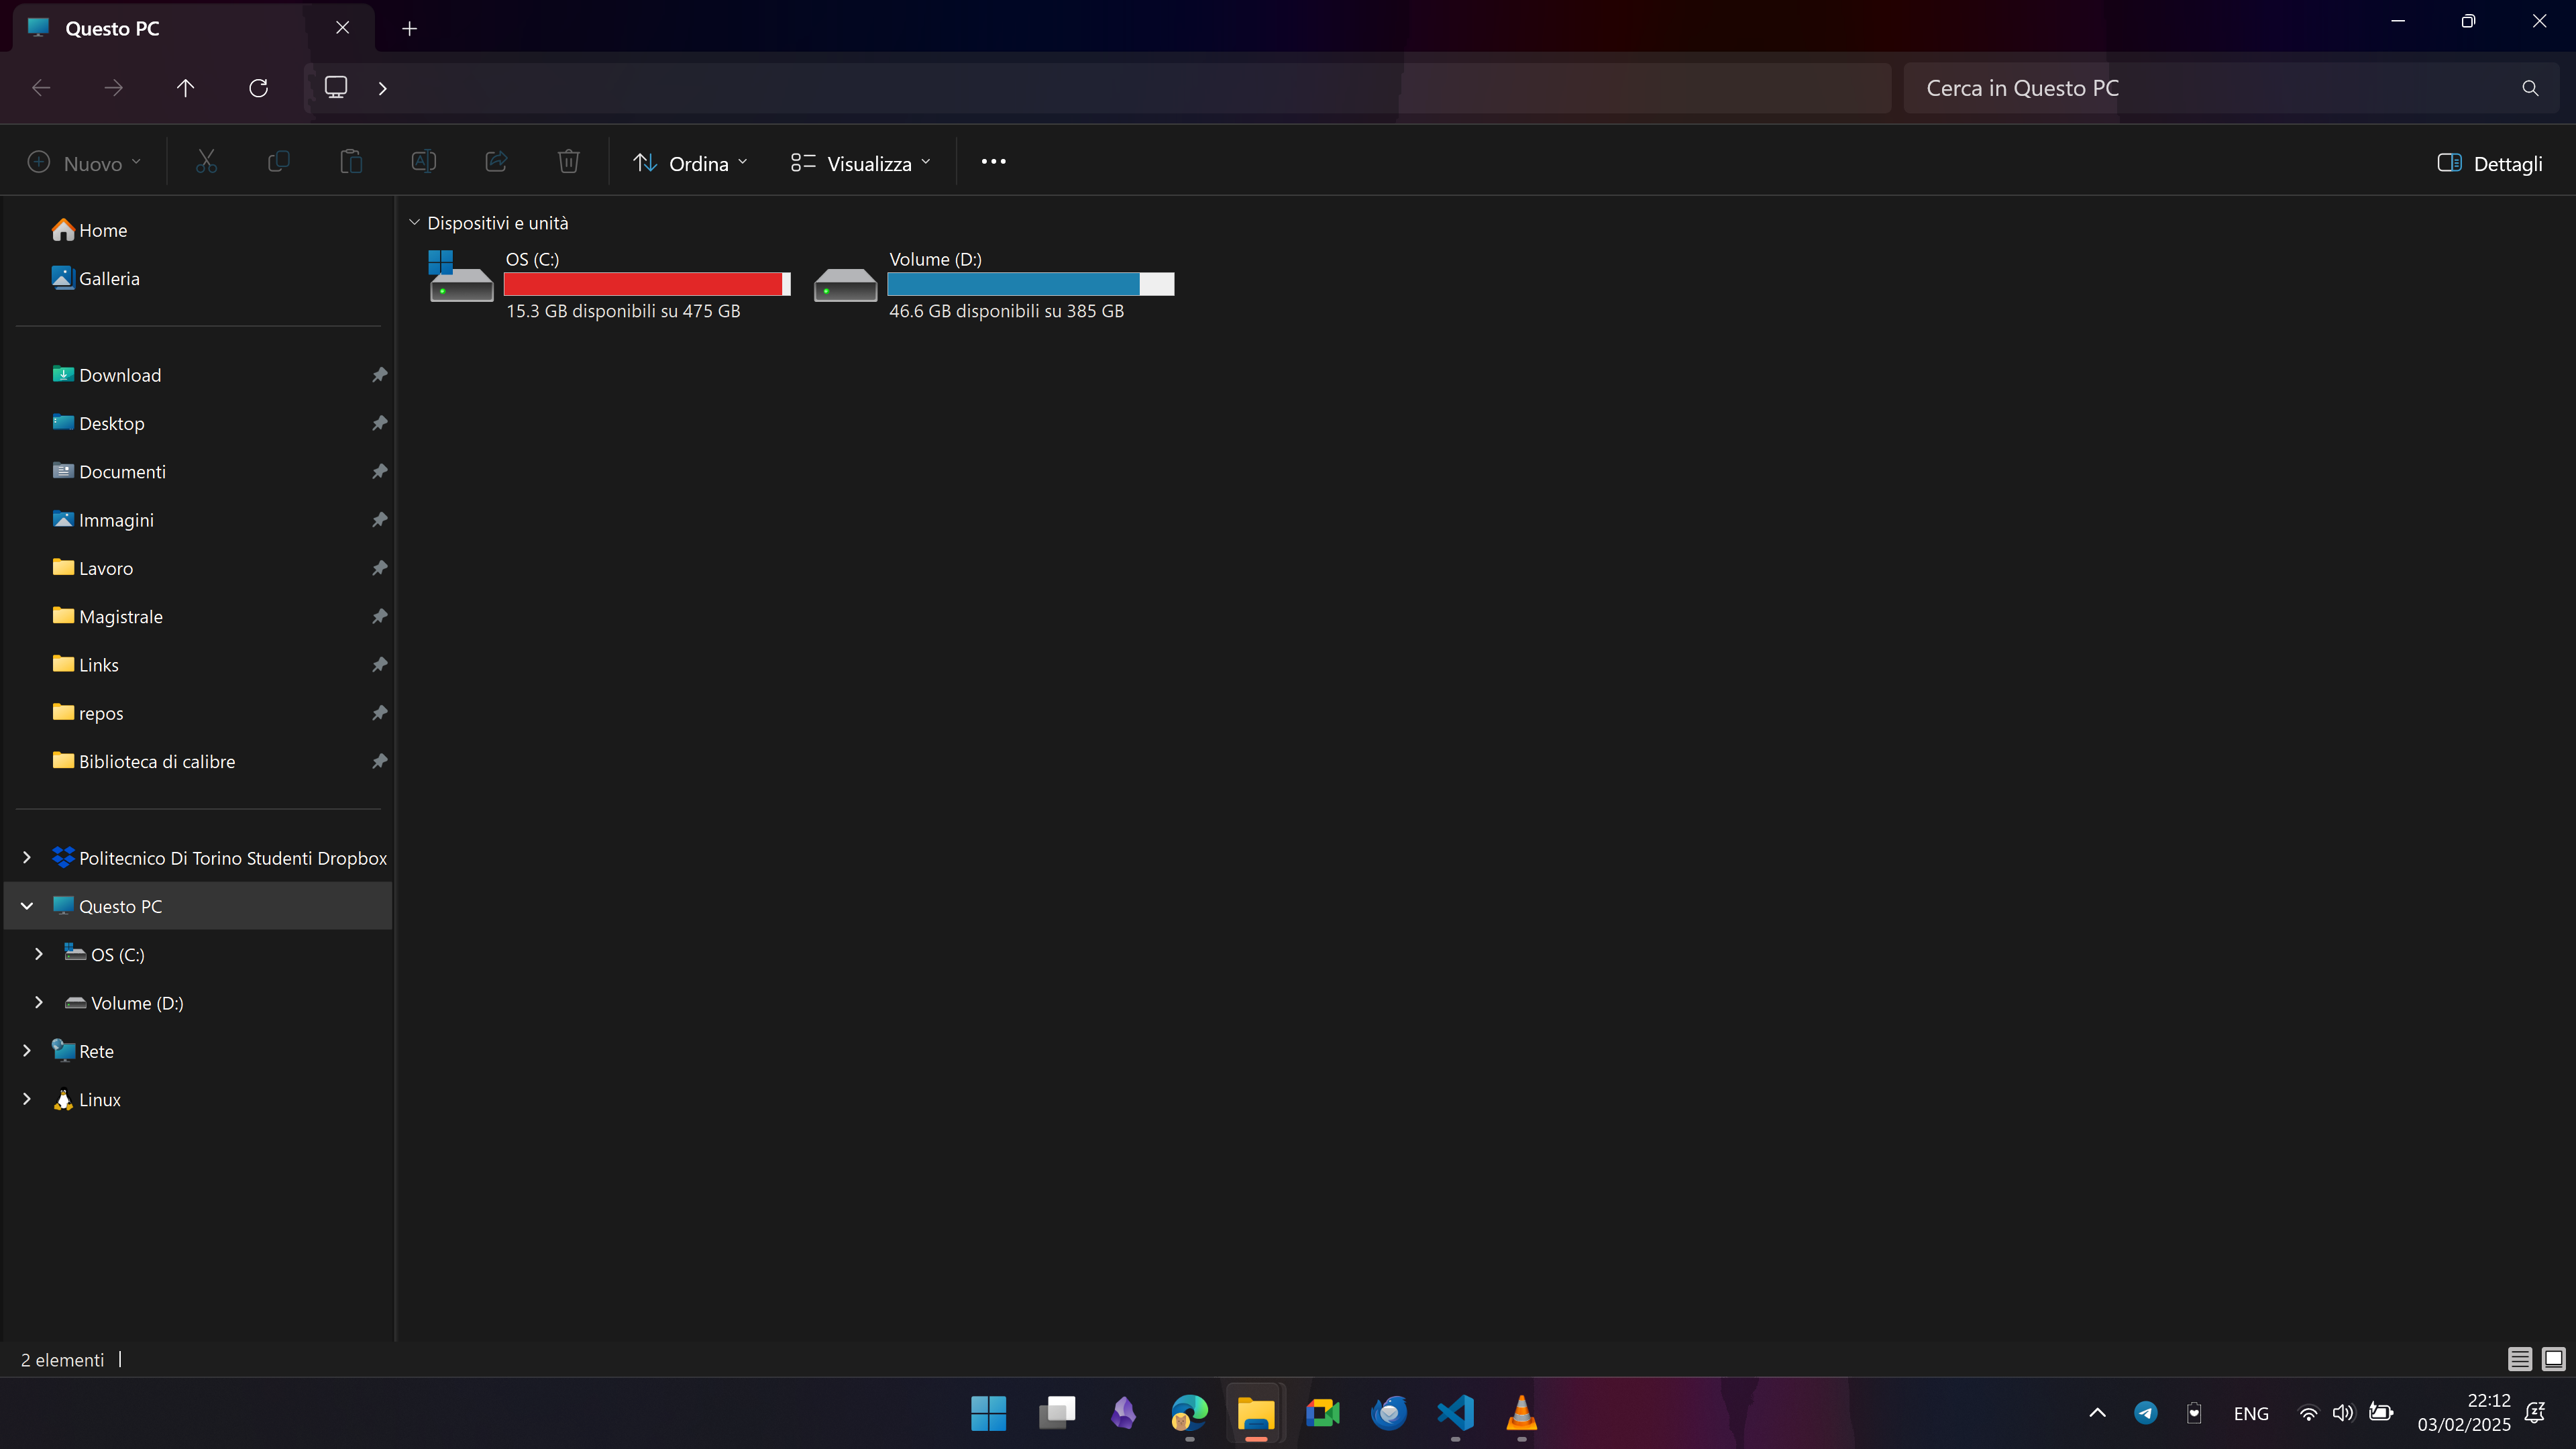 Questo PC
Cerca in Questo PC
Nuovo
Ordina
Visualizza
Dettagli
Home
Galleria
Download
Desktop
Documenti
Immagini
Lavoro
Magistrale
Links
repos
Biblioteca di calibre
Politecnico Di Torino Studenti Dropbox
Questo PC
OS (C:)
Volume (D:)
Rete
Linux
Dispositivi e unità
OS (C:)
15.3 GB disponibili su 475 GB
Volume (D:)
46.6 GB disponibili su 385 GB
2 elementi
ENG
22:12
03/02/2025